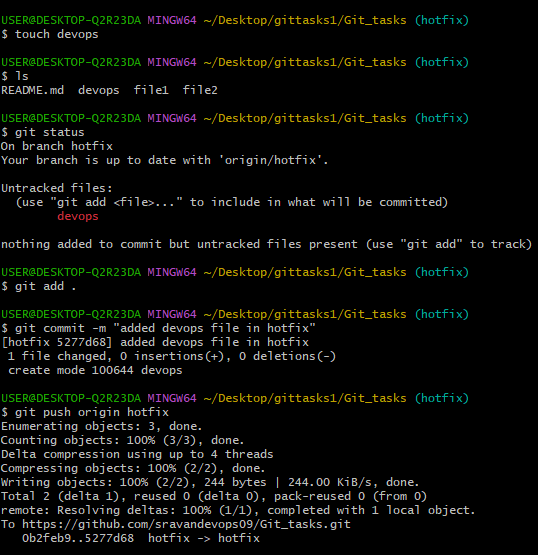 USER@DESKTOP-Q2R23DA MINGW64 ~/Desktop/gittasks1/Git_tasks (hotfix)
$ touch devops
USER@DESKTOP-Q2R23DA MINGW64 ~/Desktop/gittasks1/Git_tasks (hotfix)
$ ls
README.md  devops  file1  file2
USER@DESKTOP-Q2R23DA MINGW64 ~/Desktop/gittasks1/Git_tasks (hotfix)
$ git status
On branch hotfix
Your branch is up to date with 'origin/hotfix'.
Untracked files:
  (use "git add <file>..." to include in what will be committed)
        devops
nothing added to commit but untracked files present (use "git add" to track)
USER@DESKTOP-Q2R23DA MINGW64 ~/Desktop/gittasks1/Git_tasks (hotfix)
$ git add .
USER@DESKTOP-Q2R23DA MINGW64 ~/Desktop/gittasks1/Git_tasks (hotfix)
$ git commit -m "added devops file in hotfix"
[hotfix 5277d68] added devops file in hotfix
 1 file changed, 0 insertions(+), 0 deletions(-)
 create mode 100644 devops
USER@DESKTOP-Q2R23DA MINGW64 ~/Desktop/gittasks1/Git_tasks (hotfix)
$ git push origin hotfix
Enumerating objects: 3, done.
Counting objects: 100% (3/3), done.
Delta compression using up to 4 threads
Compressing objects: 100% (2/2), done.
Writing objects: 100% (2/2), 244 bytes | 244.00 KiB/s, done.
Total 2 (delta 1), reused 0 (delta 0), pack-reused 0 (from 0)
remote: Resolving deltas: 100% (1/1), completed with 1 local object.
To https://github.com/sravandevops09/Git_tasks.git
   0b2feb9..5277d68  hotfix -> hotfix